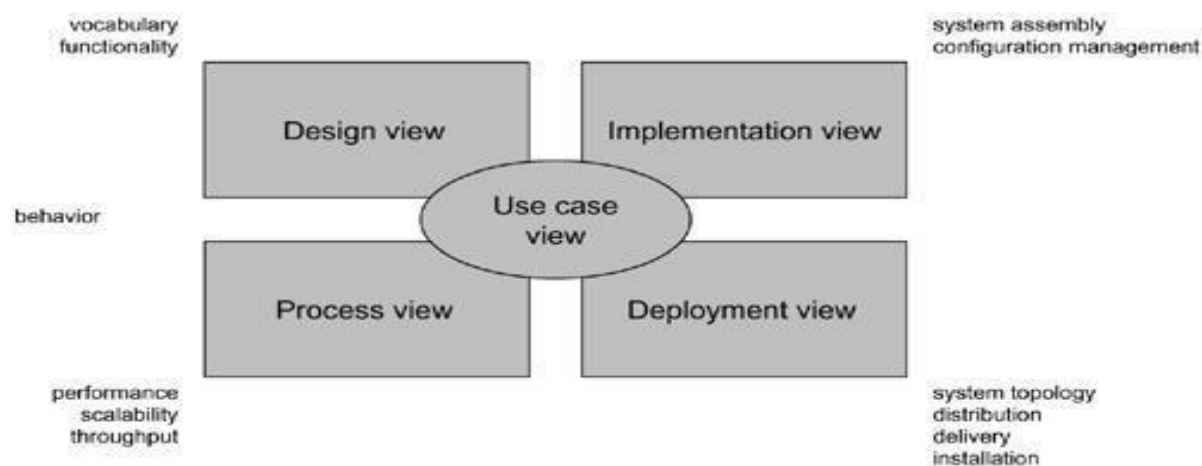 vocabulary
functionality
system assembly
configuration management
Design view
Implementation view
behavior
Use case
view
Process view
Deployment view
performance
scalability
throughput
system topology
distribution
delivery
installation